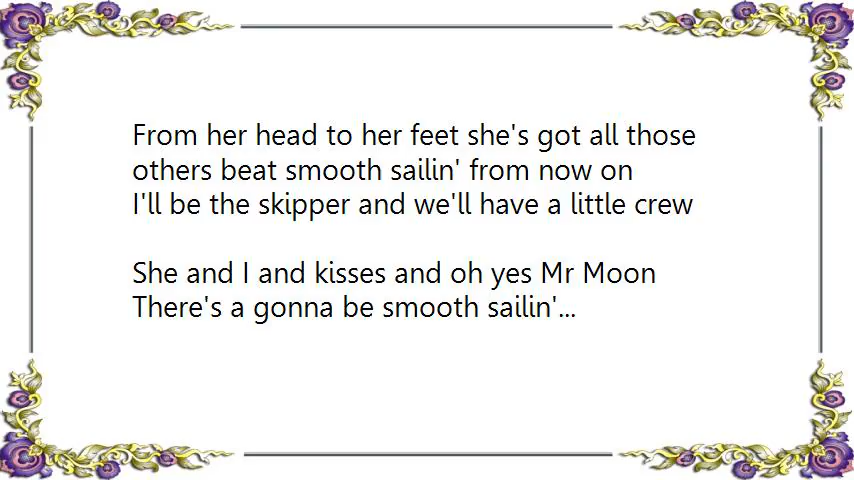 From her head to her feet she's got all those
others beat smooth sailin' from now on
I'll be the skipper and we'll have a little crew
She and I and kisses and oh yes Mr Moon
There's a gonna be smooth sailin'...